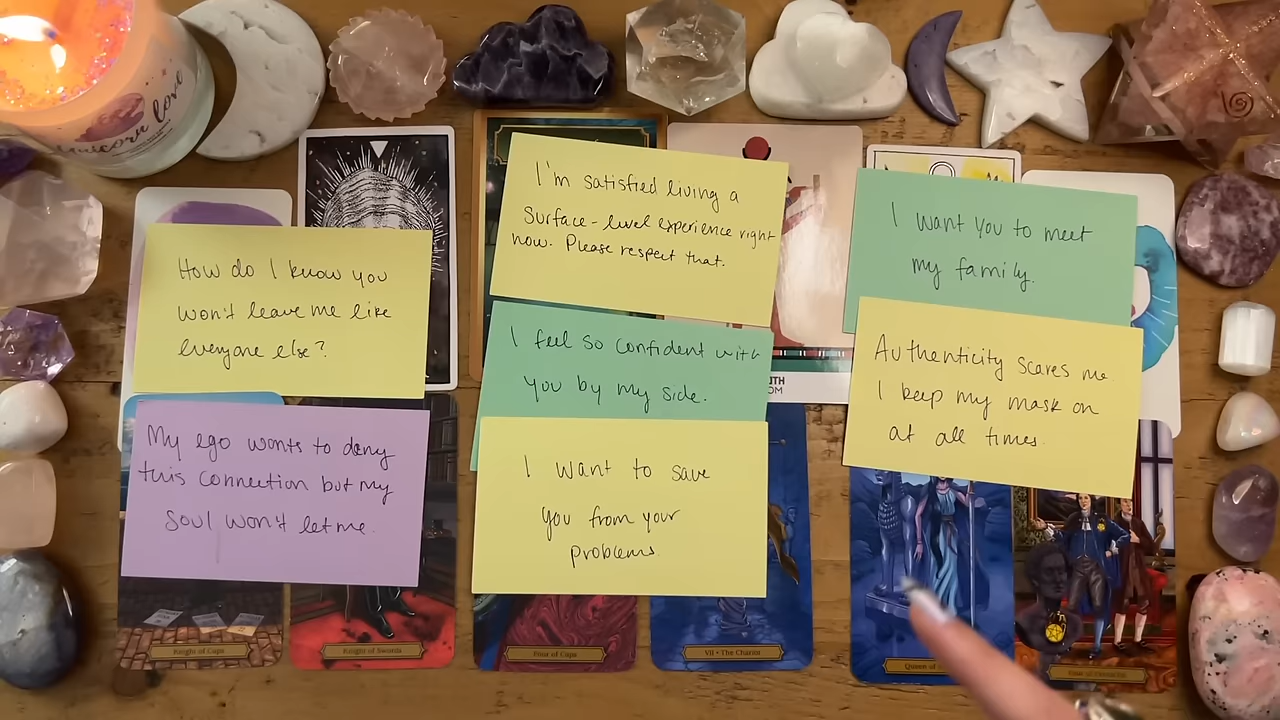 Unicorn Love
How do I know you
won't leave me like
everyone else?
My ego wants to deny
this connection but my
soul won't let me.
Knight of Cups
Knight of Swords
I'm satisfied living a
Surface-level experience right
now. Please respect that.
I feel so confident with
you by my side.
I want to save
you from your
problems.
Four of Cups
VII • The Chariot
I want you to meet
my family.
Authenticity scares me.
I keep my mask on
at all times.
Queen of